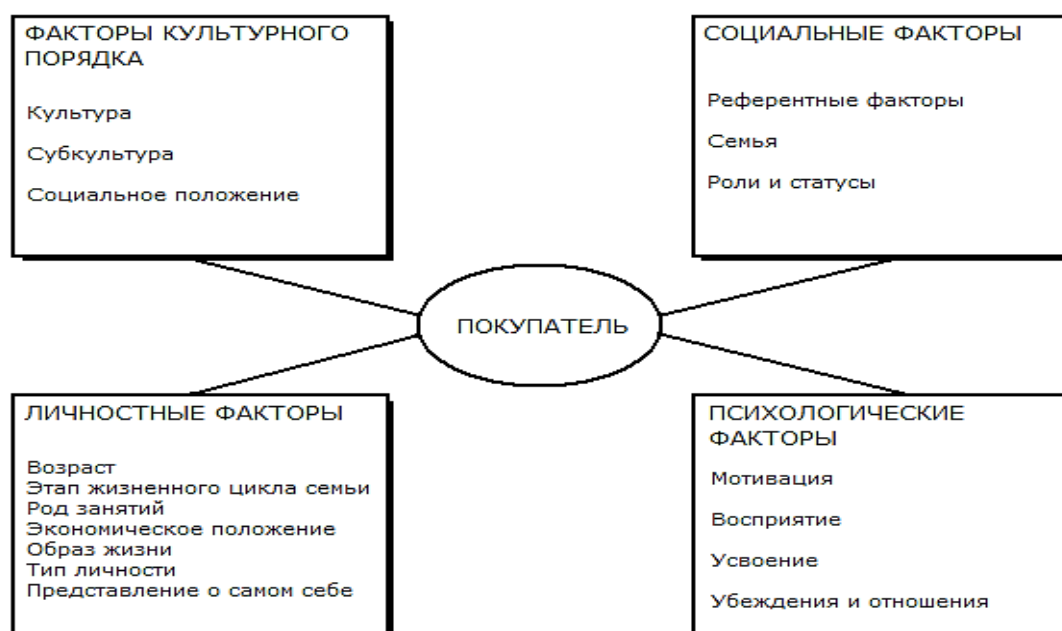 ФАКТОРЫ КУЛЬТУРНОГО
ПОРЯДКА
Культура
Субкультура
Социальное положение
СОЦИАЛЬНЫЕ ФАКТОРЫ
Референтные факторы
Семья
Роли и статусы
ПОКУПАТЕЛЬ
ЛИЧНОСТНЫЕ ФАКТОРЫ
Возраст
Этап жизненного цикла семьи
Род занятий
Экономическое положение
Образ жизни
Тип личности
Представление о самом себе
ПСИХОЛОГИЧЕСКИЕ
ФАКТОРЫ
Мотивация
Восприятие
Усвоение
Убеждения и отношения